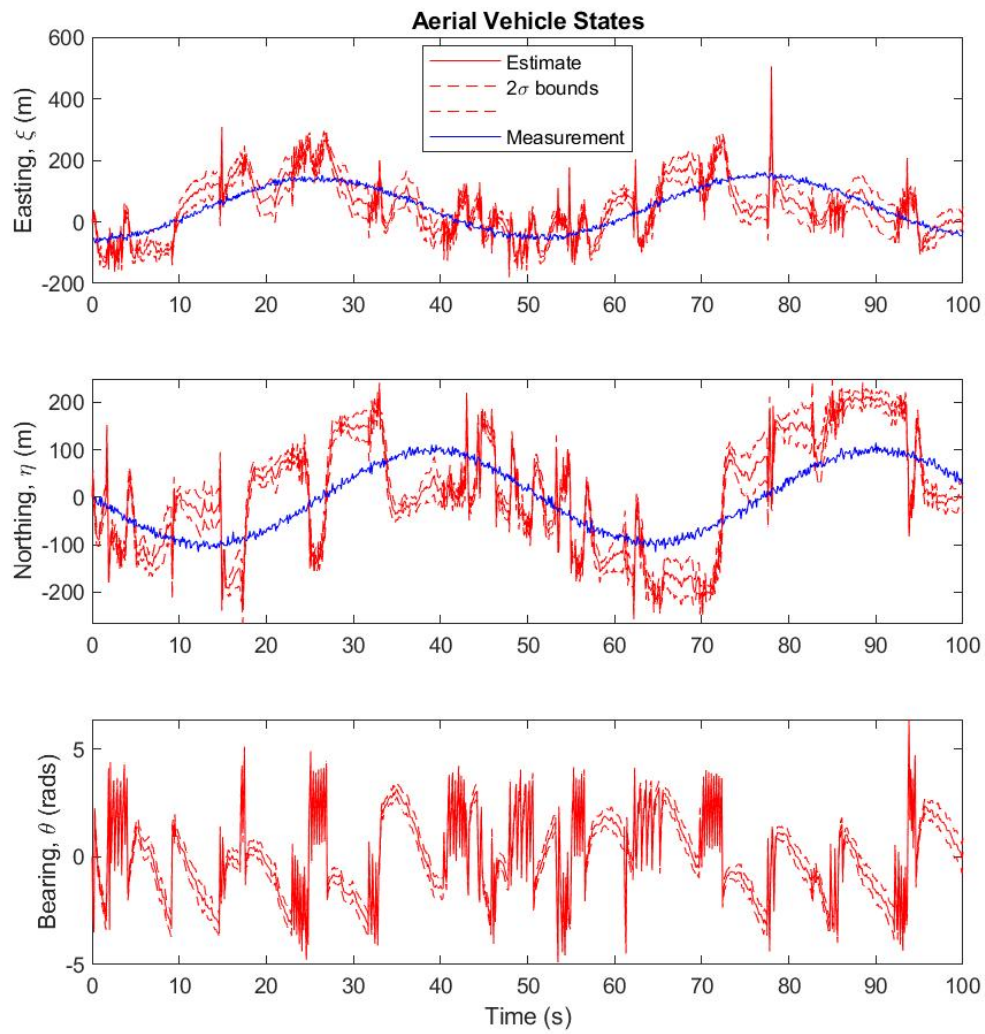 Aerial Vehicle States
Easting, ξ (m)
600
400
200
0
-200
Estimate
2σ bounds
Measurement
0 10 20 30 40 50 60 70 80 90 100
Northing, η (m)
200
100
0
-100
-200
0 10 20 30 40 50 60 70 80 90 100
Bearing, θ (rads)
5
0
-5
0 10 20 30 40 50 60 70 80 90 100
Time (s)